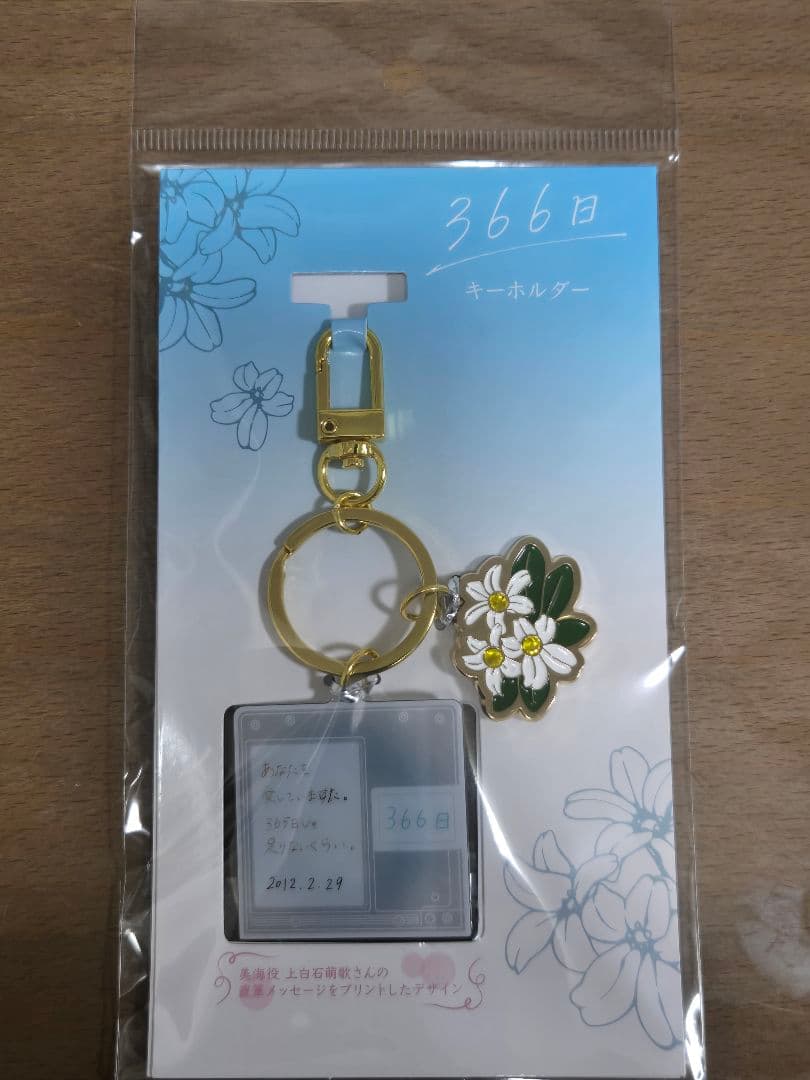 366日
キーホルダー
あなたを
愛していました。
365日じゃ
足りないくらい。
2012.2.29
366日
美海役 上白石萌歌さんの
直筆メッセージをプリントしたデザイン